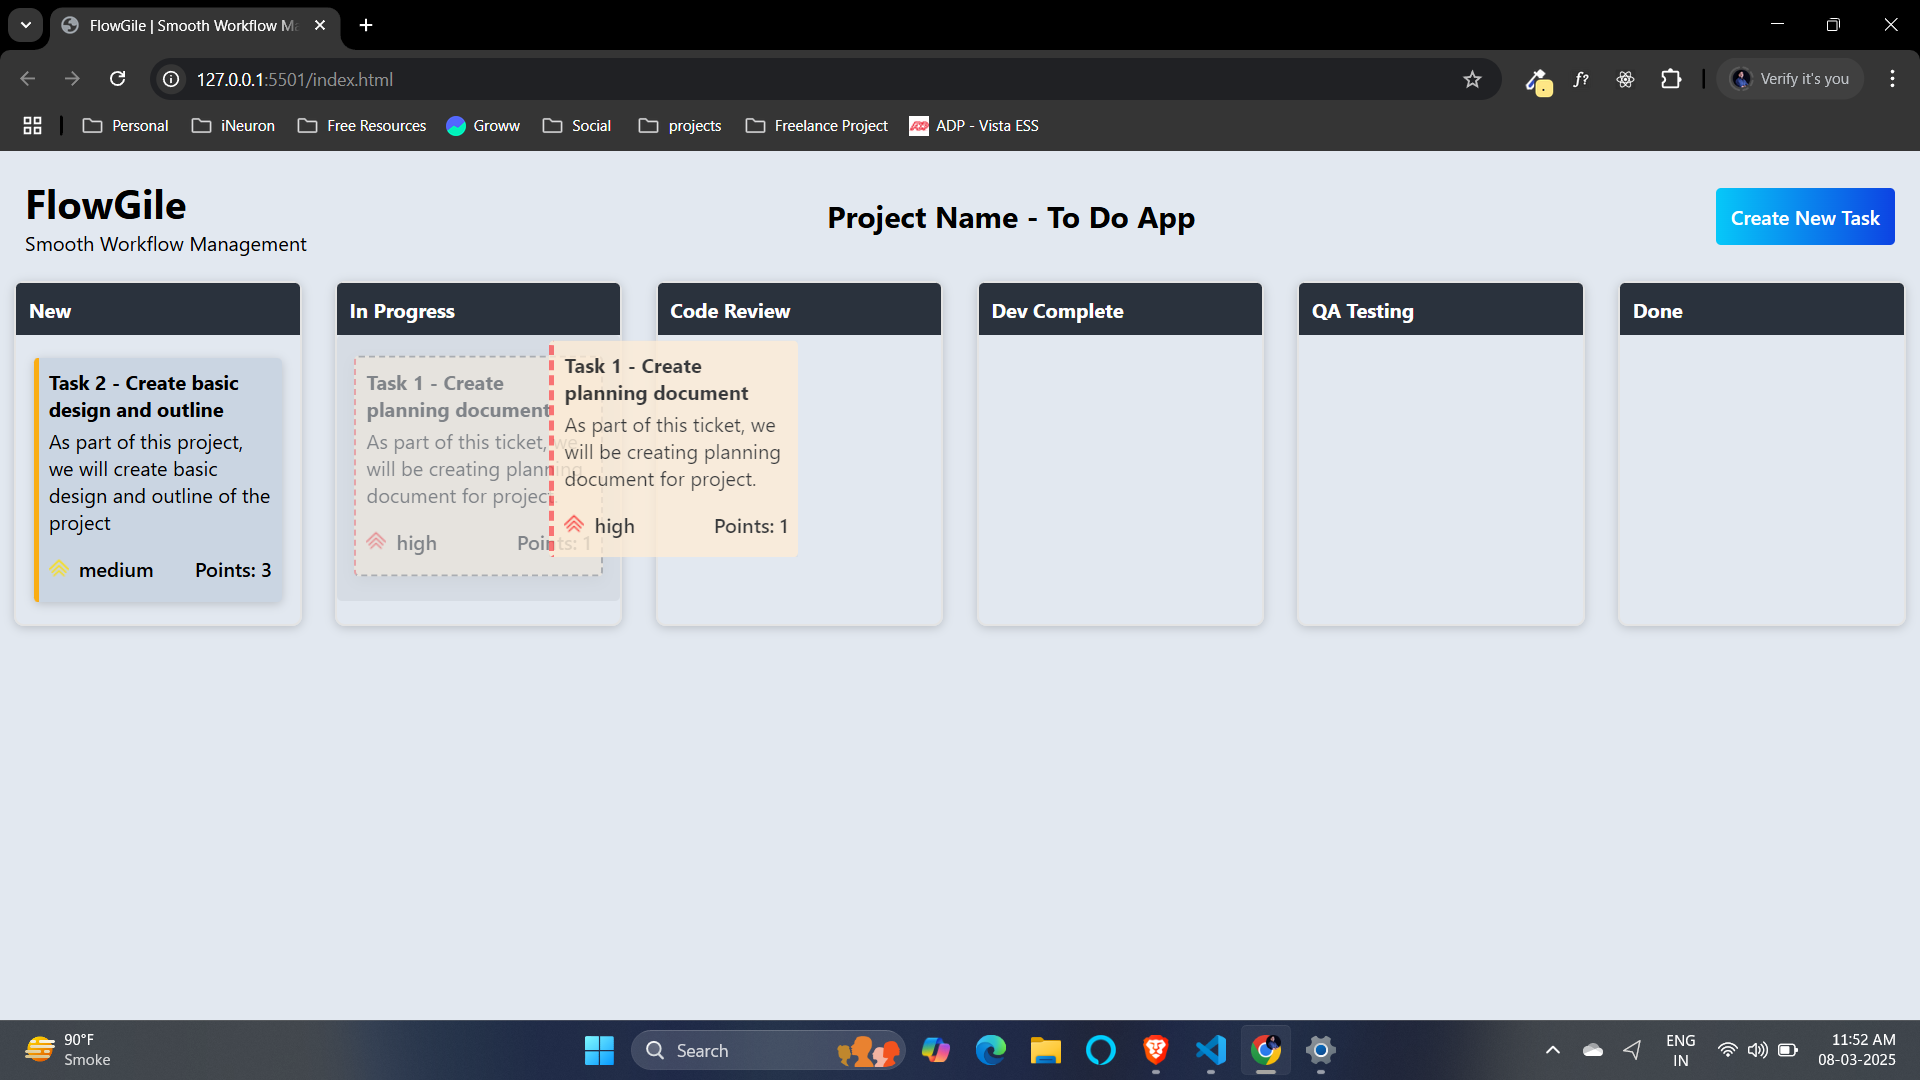 FlowGile | Smooth Workflow Ma
127.0.0.1:5501/index.html
f?
Verify it's you
Personal
iNeuron
Free Resources
Groww
Social
projects
Freelance Project
ADP - Vista ESS
FlowGile
Smooth Workflow Management
Project Name - To Do App
Create New Task
New
Task 2 - Create basic
design and outline
As part of this project,
we will create basic
design and outline of the
project
medium
Points: 3
In Progress
Task 1 - Create
planning document
As part of this ticket, we
will be creating planning
document for project.
high
Points: 1
Code Review
Task 1 - Create
planning document
As part of this ticket, we
will be creating planning
document for project.
high
Points: 1
Dev Complete
QA Testing
Done
90°F
Smoke
Search
ENG
IN
11:52 AM
08-03-2025